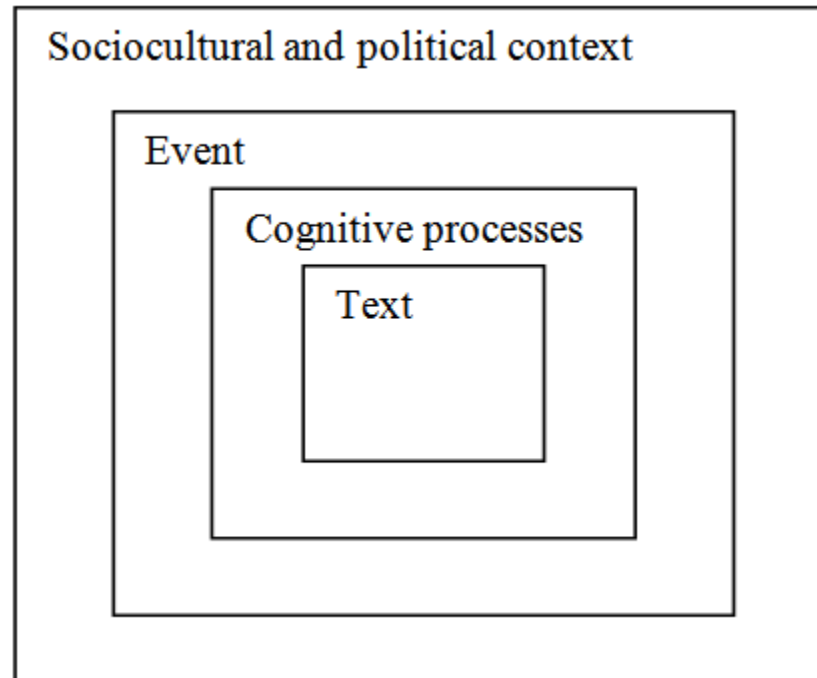 Sociocultural and political context
Event
Cognitive processes
Text